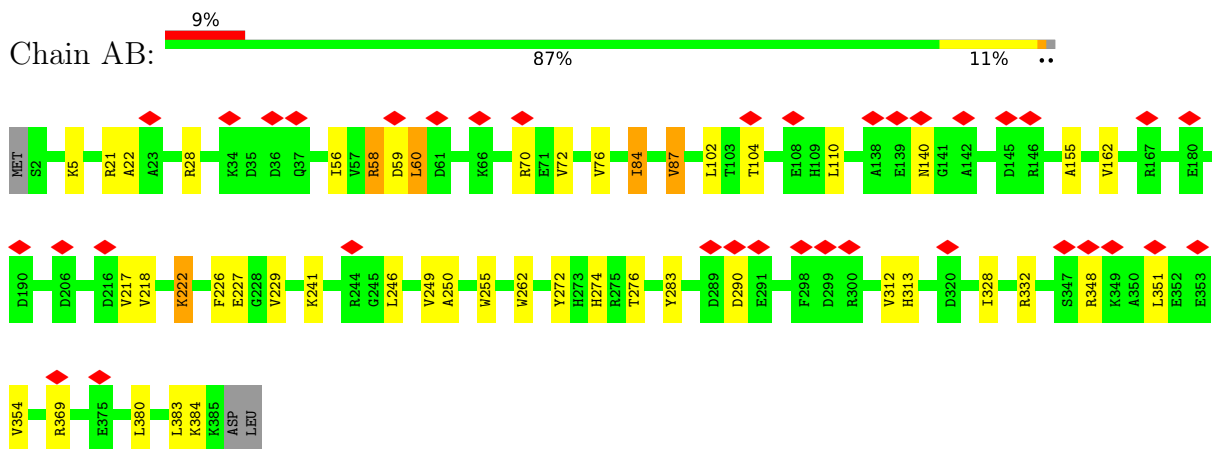 9%
Chain AB:
87% 11% ••
MET S2 K5 R21 A22 A23 R28 K34 D35 D36 Q37 I56 V57 R58 D59 L60 D61 K66 R70 E71 V72 V76 I84 V87 L102 T103 T104 E108 H109 L110 A138 E139 N140 G141 A142 D145 R146 A155 V162 R167 E180
D190 D206 D216 V217 V218 K222 F226 E227 G228 V229 K241 R244 G245 L246 V249 A250 W255 W262 Y272 H273 H274 R275 T276 Y283 D289 D290 E291 F298 D299 R300 V312 H313 D320 I328 R332 S347 R348 K349 A350 L351 E352 E353
V354 R369 E375 L380 L383 K384 K385 ASP LEU